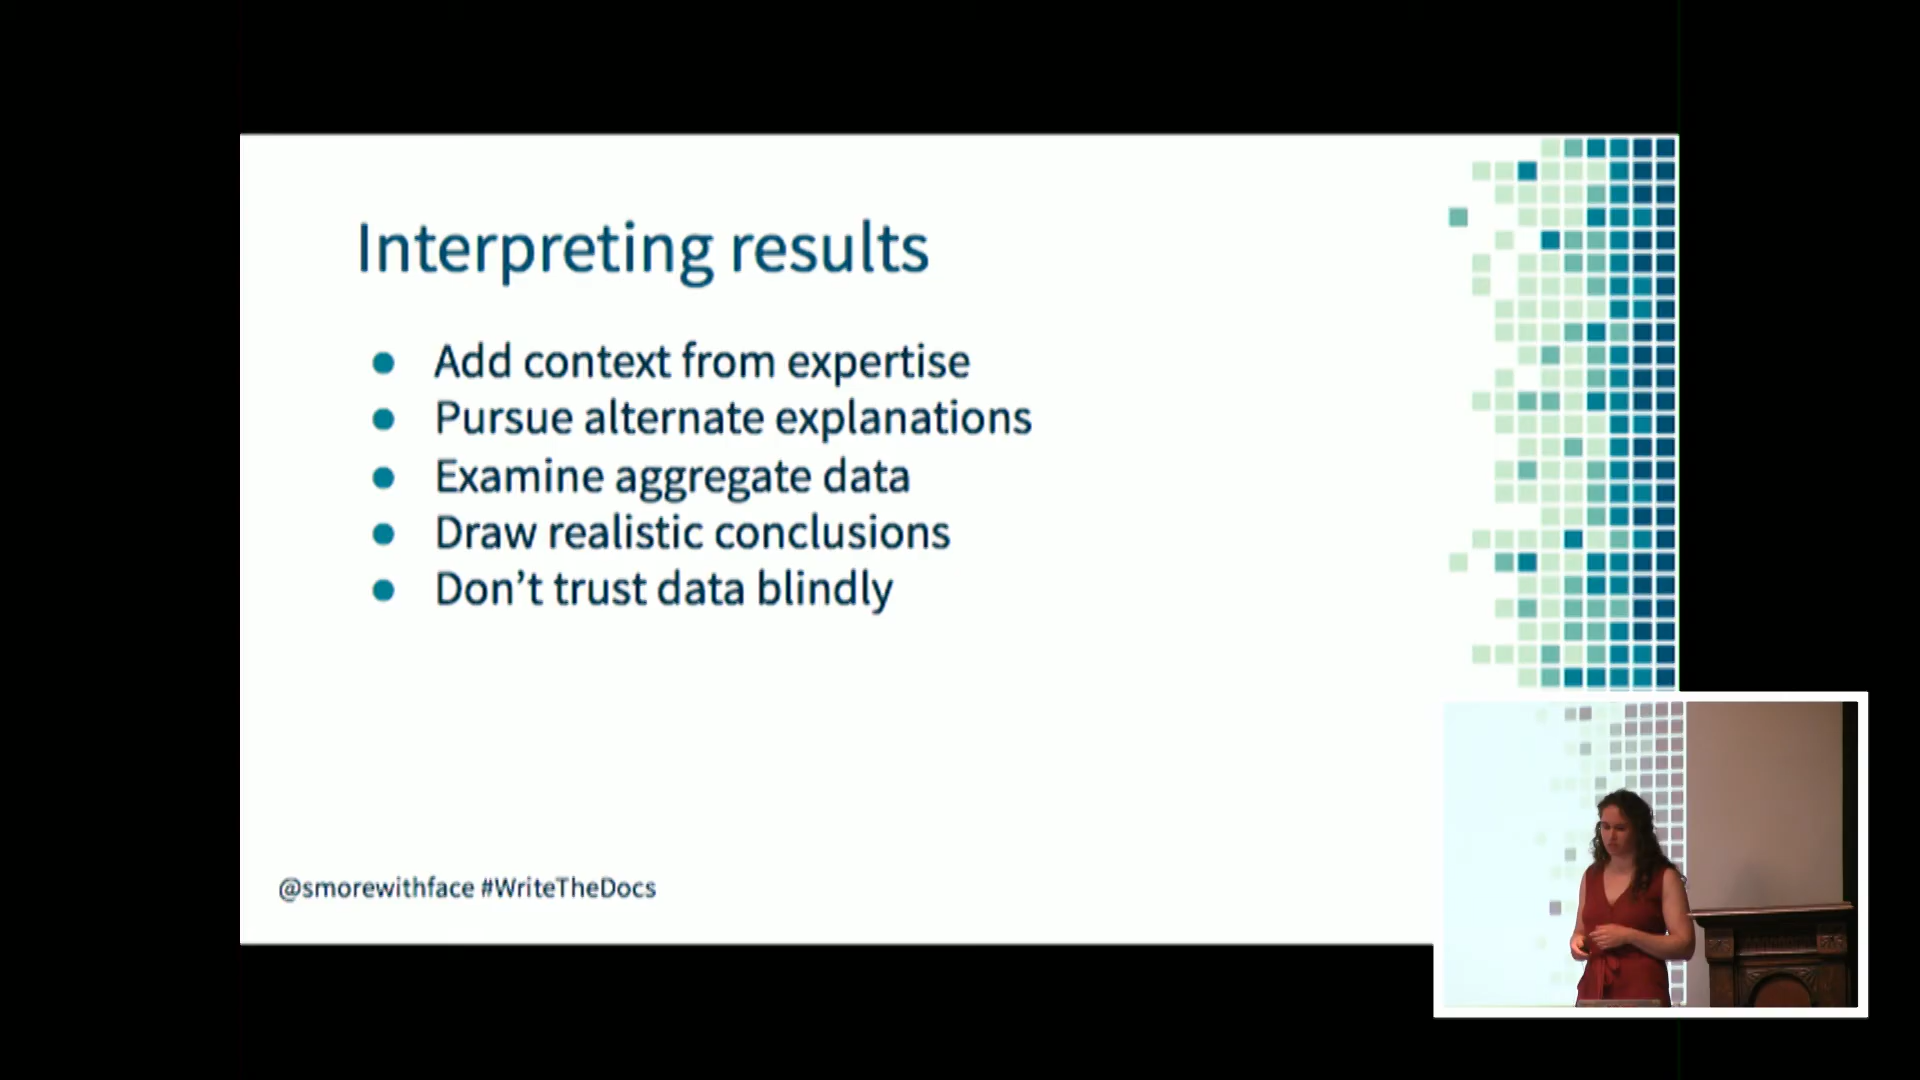 Interpreting results
● Add context from expertise
● Pursue alternate explanations
● Examine aggregate data
● Draw realistic conclusions
● Don’t trust data blindly
@smorewithface #WriteTheDocs